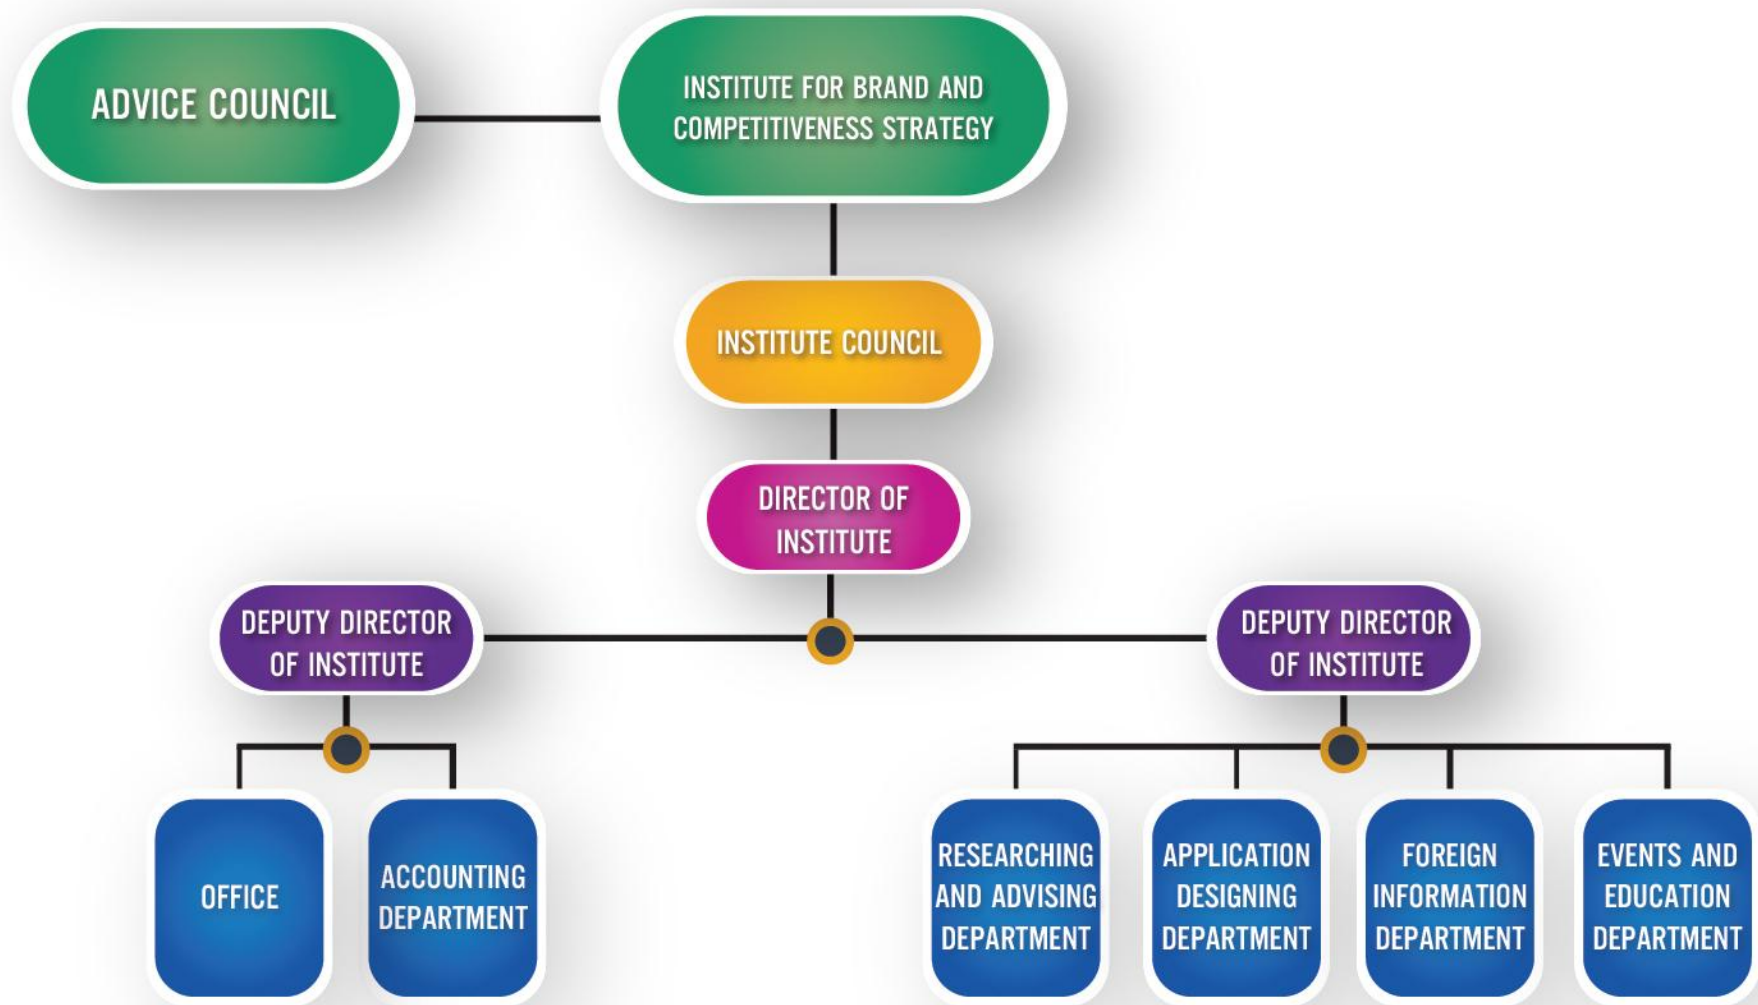 ADVICE COUNCIL
INSTITUTE FOR BRAND AND
COMPETITIVENESS STRATEGY
INSTITUTE COUNCIL
DIRECTOR OF
INSTITUTE
DEPUTY DIRECTOR
OF INSTITUTE
DEPUTY DIRECTOR
OF INSTITUTE
OFFICE
ACCOUNTING
DEPARTMENT
RESEARCHING
AND ADVISING
DEPARTMENT
APPLICATION
DESIGNING
DEPARTMENT
FOREIGN
INFORMATION
DEPARTMENT
EVENTS AND
EDUCATION
DEPARTMENT